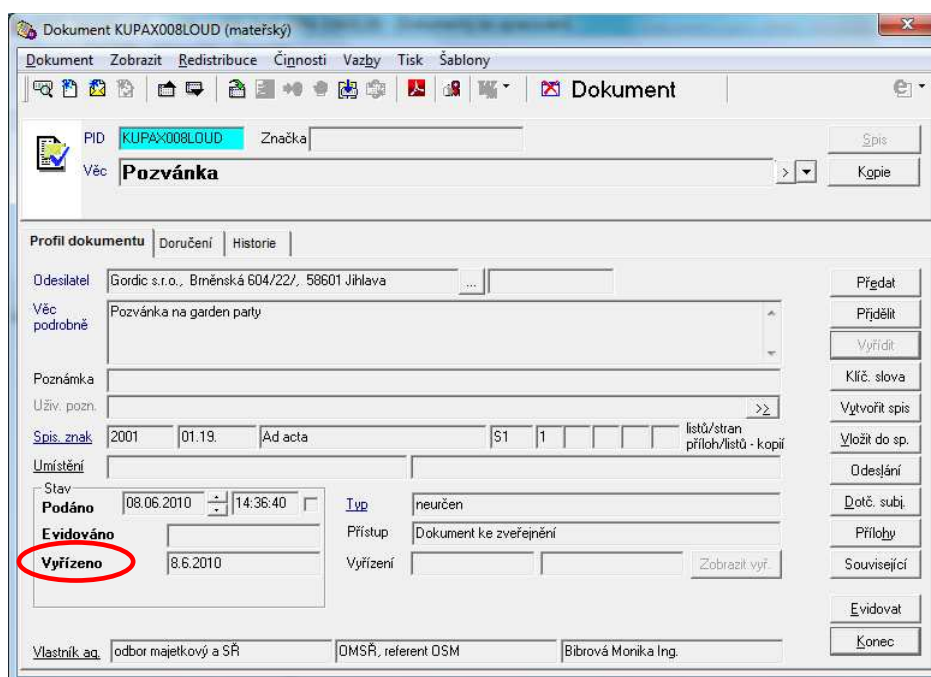 Dokument KUPAX008LOUD (mateřský)
Dokument Zobrazit Redistribuce Činnosti Vazby Tisk Šablony
Dokument
PID KUPAX008LOUD Značka Spis
Věc Pozvánka > Kopie
Profil dokumentu Doručení Historie
Odesilatel Gordic s.r.o., Brněnská 604/22/, 58601 Jihlava ... Předat
Věc podrobně Pozvánka na garden party Přidělit
Vyřídit
Poznámka Klíč. slova
Uživ. pozn. >> Vytvořit spis
Spis. znak 2001 01.19. Ad acta S1 1 listů/stran
příloh/listů - kopií Vložit do sp.
Umístění Odeslání
Stav
Podáno 08.06.2010 14:36:40 Typ neurčen Dotč. subj.
Evidováno Přístup Dokument ke zveřejnění Přílohy
Vyřízeno 8.6.2010 Vyřízení Zobrazit vyř. Související
Evidovat
Vlastník ag. odbor majetkový a SŘ OMSŘ, referent OSM Bibrová Monika Ing. Konec